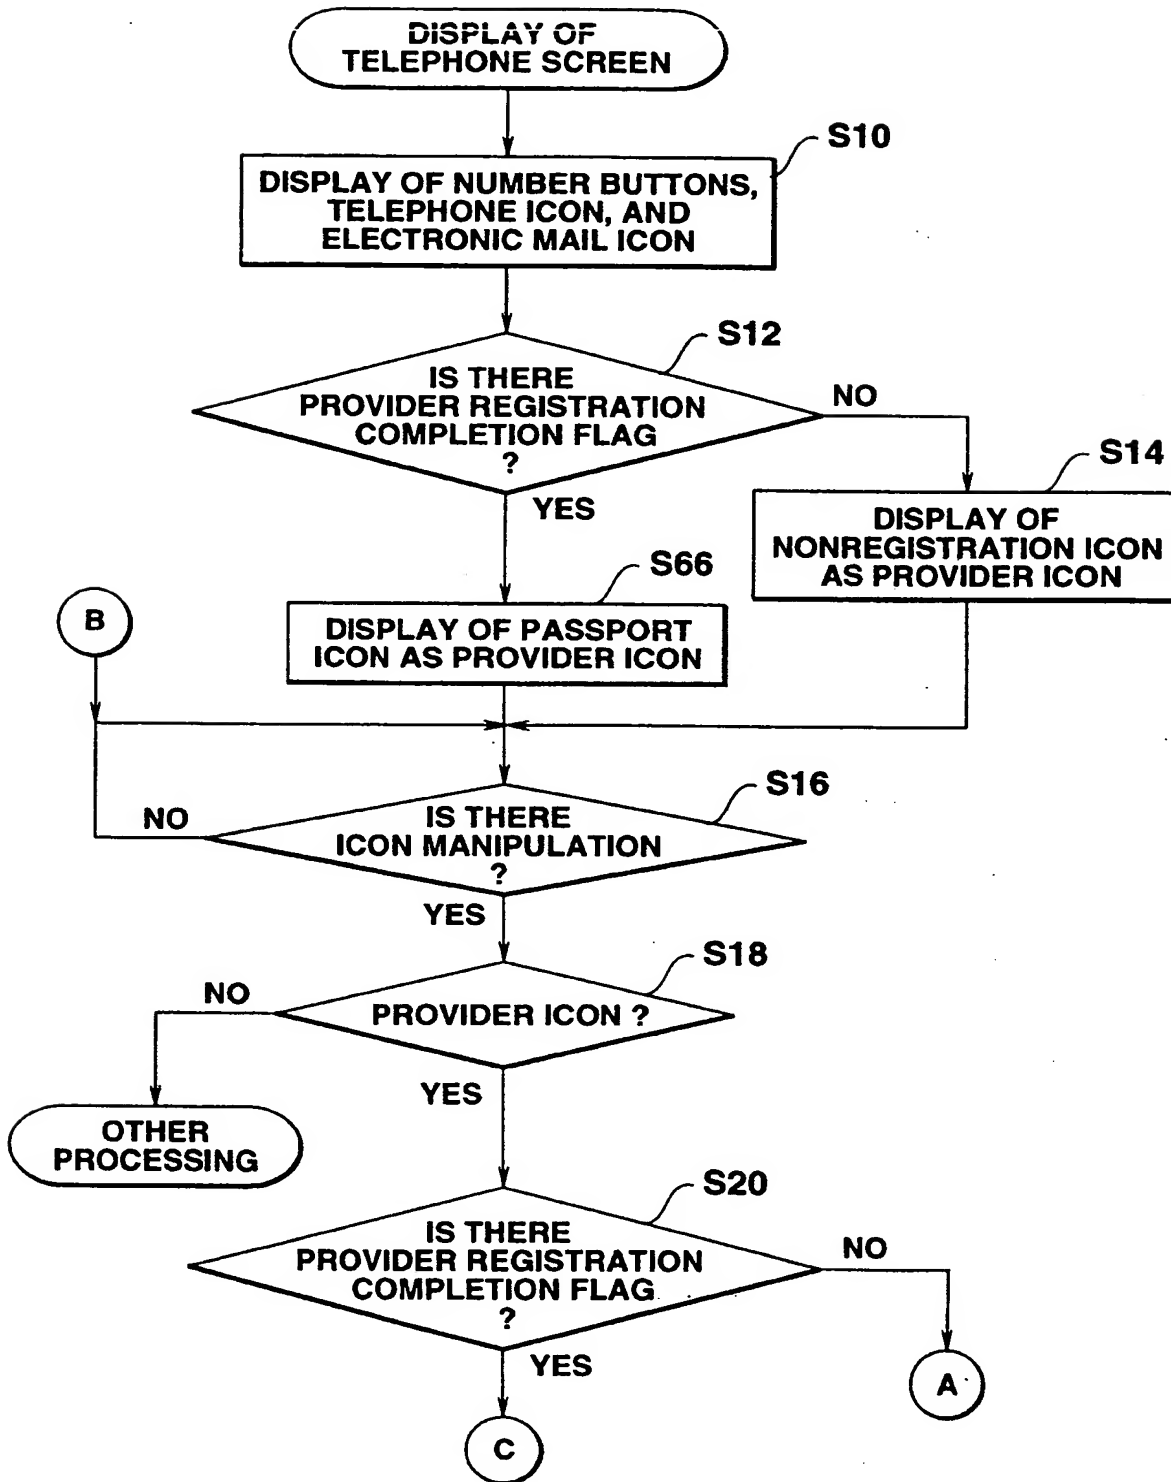 DISPLAY OF
TELEPHONE SCREEN
S10
DISPLAY OF NUMBER BUTTONS,
TELEPHONE ICON, AND
ELECTRONIC MAIL ICON
S12
IS THERE
PROVIDER REGISTRATION
COMPLETION FLAG
?
NO
YES
S14
DISPLAY OF
NONREGISTRATION ICON
AS PROVIDER ICON
S66
DISPLAY OF PASSPORT
ICON AS PROVIDER ICON
B
S16
IS THERE
ICON MANIPULATION
?
NO
YES
S18
PROVIDER ICON ?
NO
YES
OTHER
PROCESSING
S20
IS THERE
PROVIDER REGISTRATION
COMPLETION FLAG
?
NO
YES
A
C